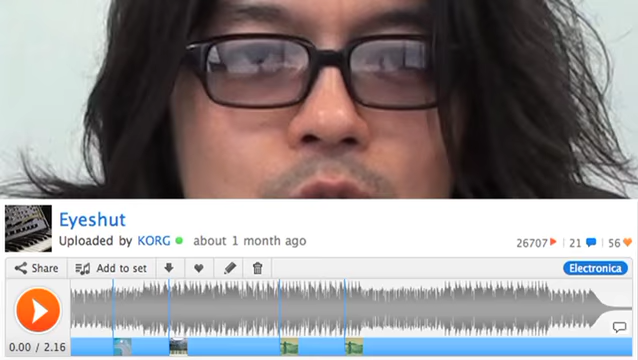 Eyeshut
Uploaded by KORG about 1 month ago
26707 21 56
Share Add to set Electronica
0.00 / 2.16